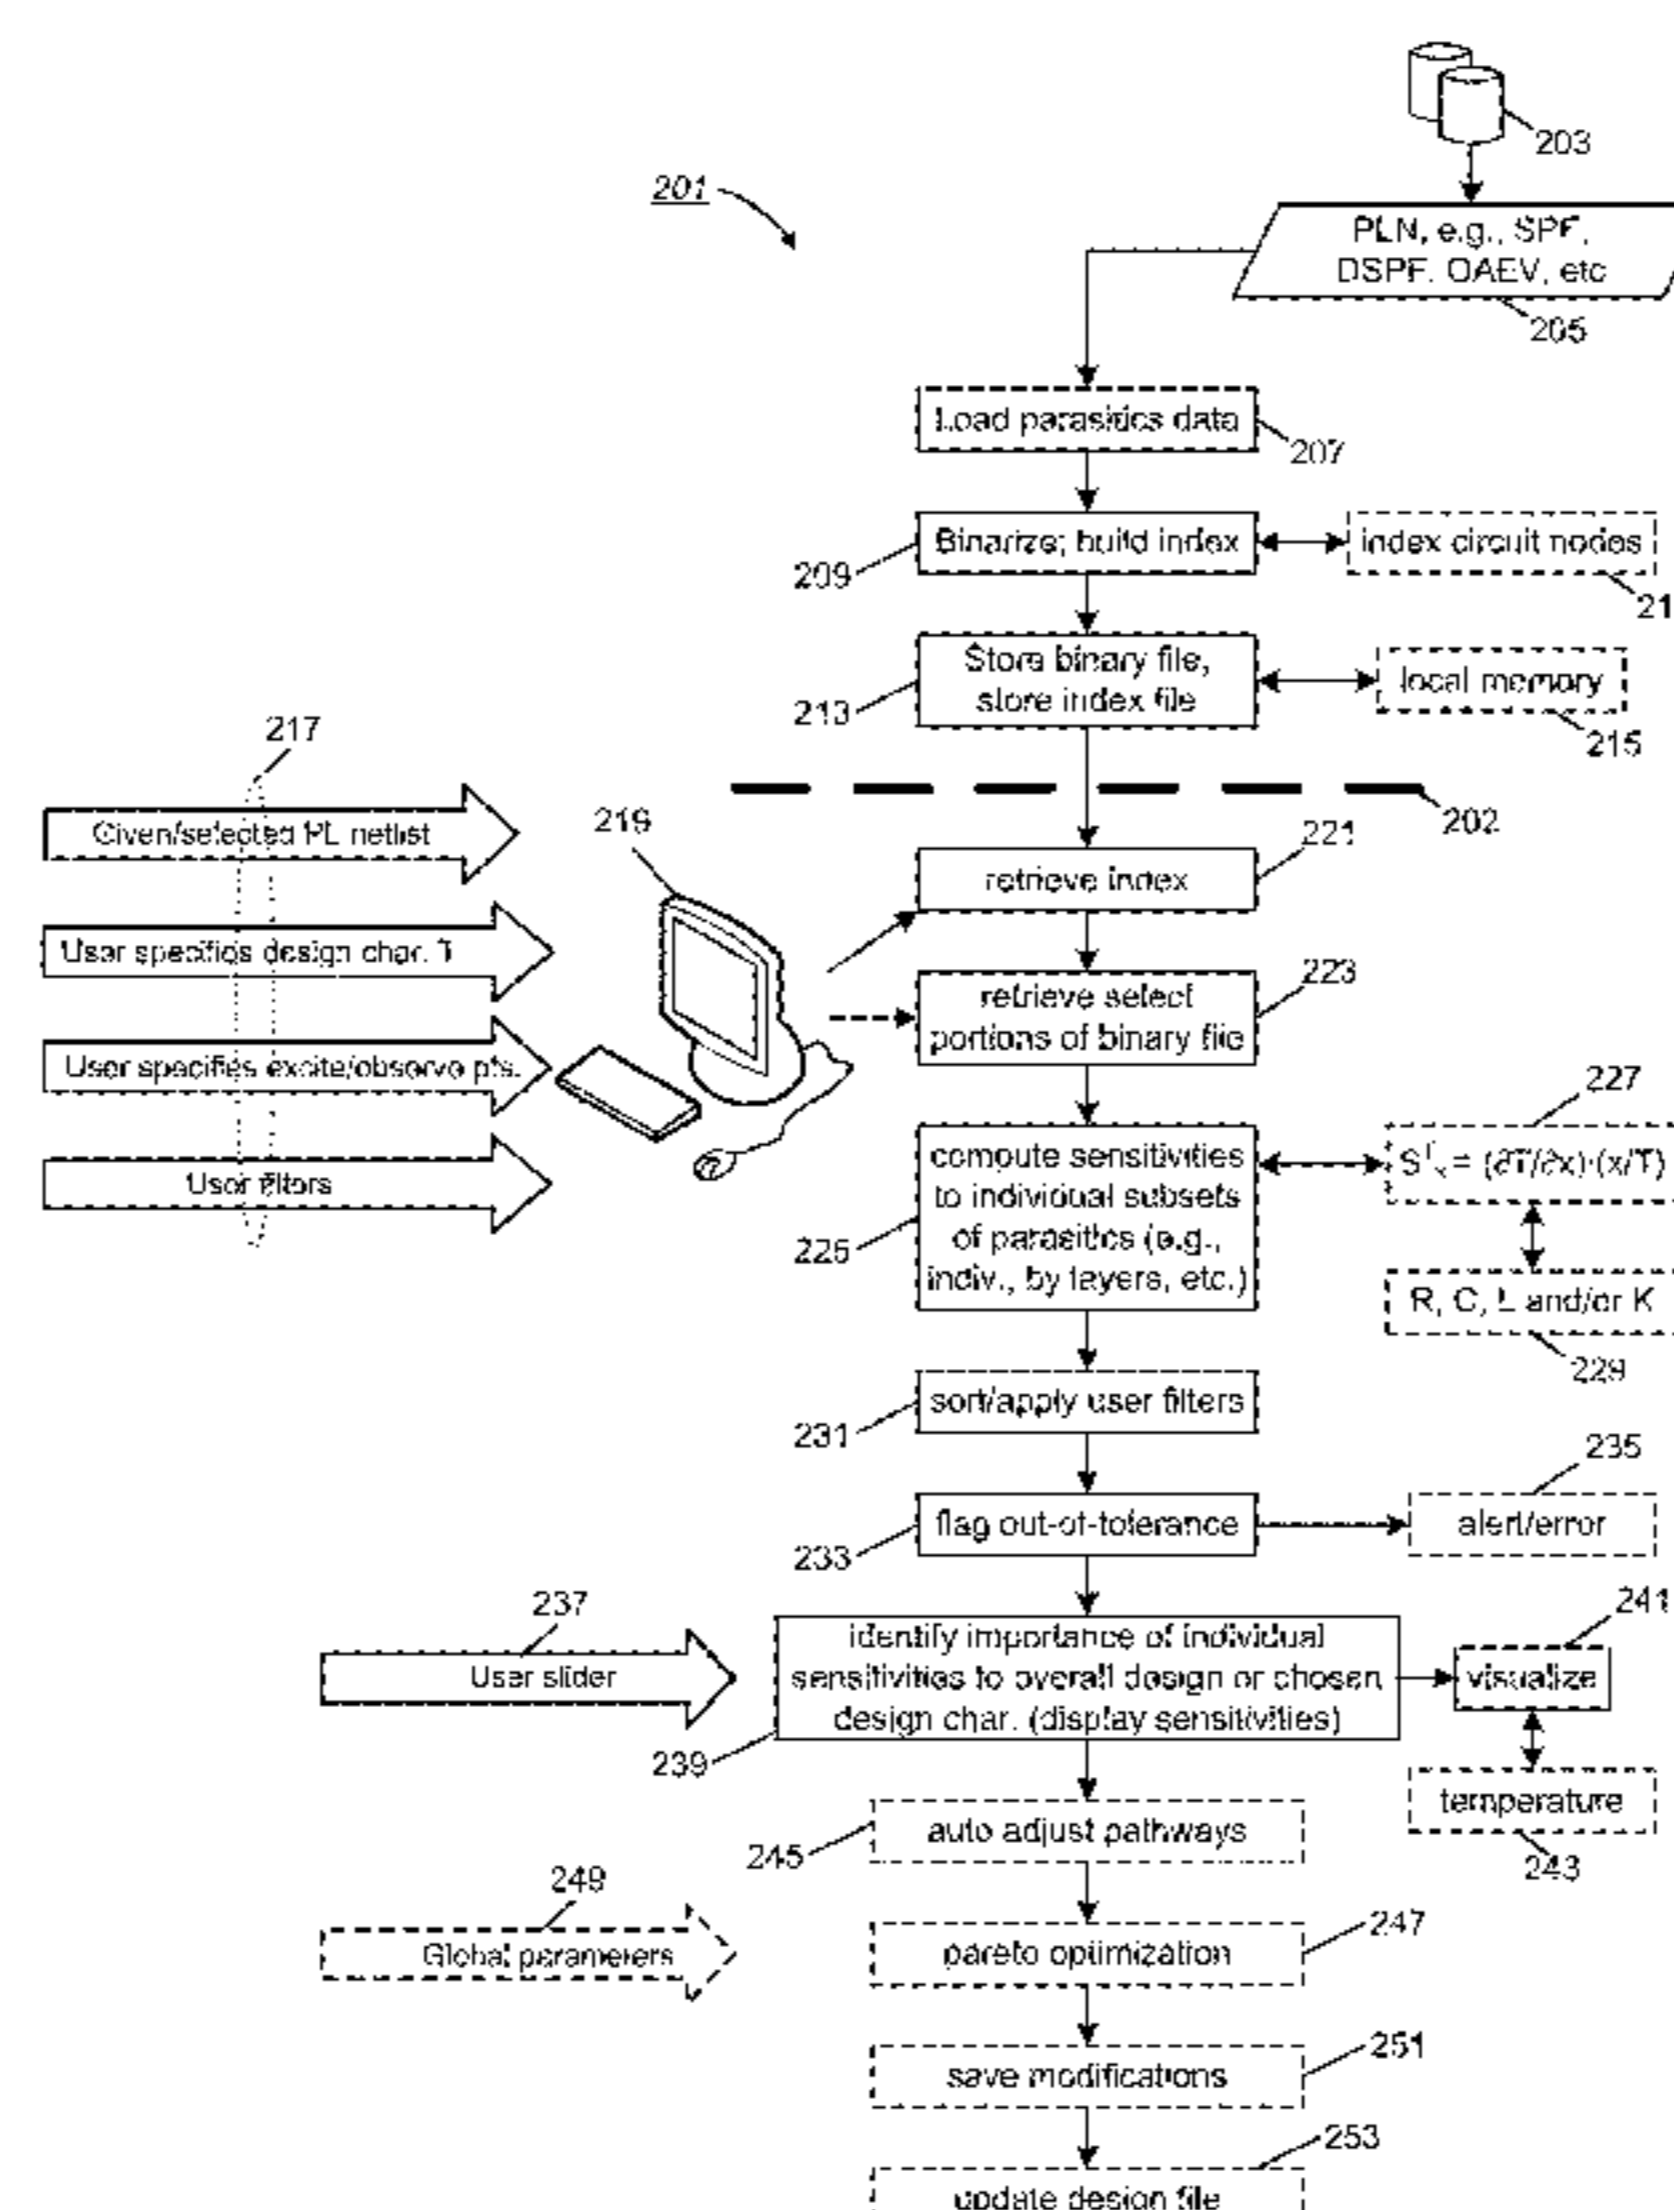 203
201
PLN, e.g., SPF,
DSPF, OAEV, etc
205
Load parasitics data
207
Binarize; build index
index circuit nodes
209
21
Store binary file,
store index file
local memory
213
215
217
202
Given/selected PL netlist
219
221
retrieve index
User specifies design char. T
223
retrieve select
portions of binary file
User specifies excite/observe pts.
227
compute sensitivities
to individual subsets
of parasitics (e.g.,
indiv., by layers, etc.)
S^T_x = (∂T/∂x)·(x/T)
User filters
225
R, C, L and/or K
229
sort/apply user filters
231
235
flag out-of-tolerance
alert/error
233
237
241
User slider
identify importance of individual
sensitivities to overall design or chosen
design char. (display sensitivities)
visualize
239
temperature
243
auto adjust pathways
245
249
247
Global parameters
pareto optimization
251
save modifications
253
update design file